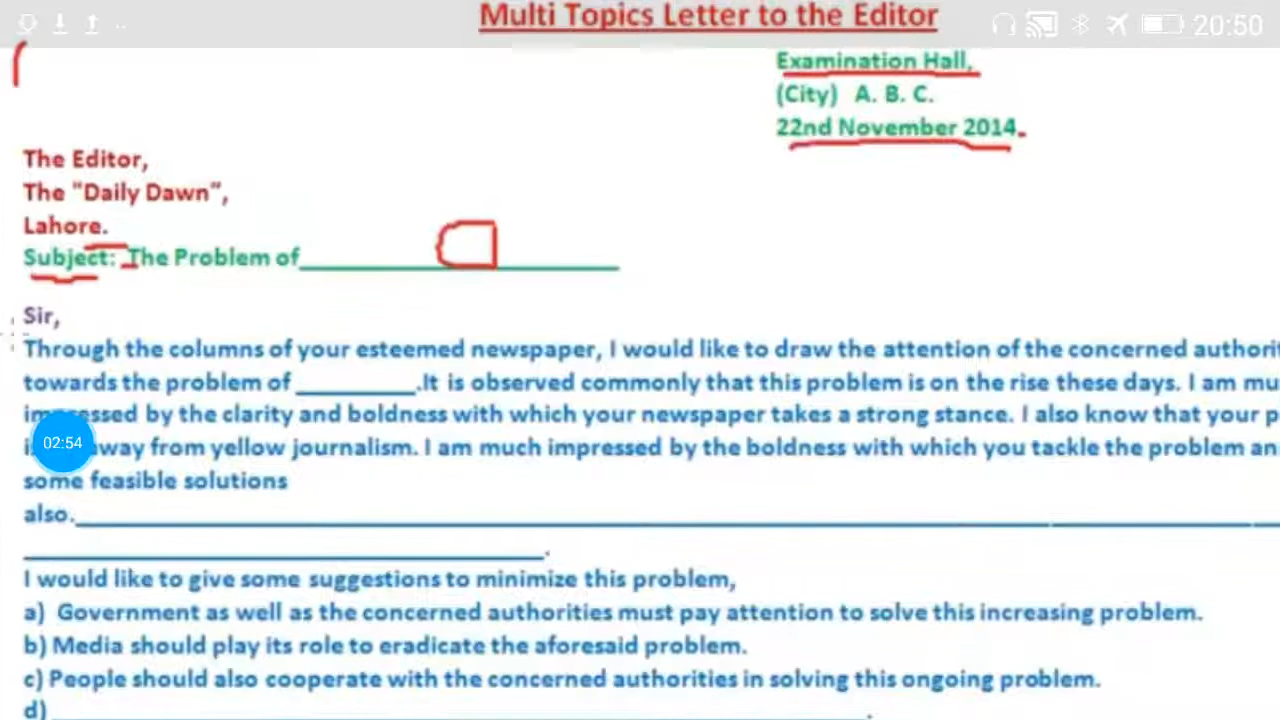 20:50
Multi Topics Letter to the Editor
Examination Hall,
(City) A. B. C.
22nd November 2014.
The Editor,
The "Daily Dawn",
Lahore.
Subject: The Problem of____________________
Sir,
Through the columns of your esteemed newspaper, I would like to draw the attention of the concerned
towards the problem of ________.It is observed commonly that this problem is on the rise these days. I am
by the clarity and boldness with which your newspaper takes a strong stance. I also know that your
from yellow journalism. I am much impressed by the boldness with which you tackle the problem
02:54
some feasible solutions
also.____________________
____________________.
I would like to give some suggestions to minimize this problem,
a) Government as well as the concerned authorities must pay attention to solve this increasing problem.
b) Media should play its role to eradicate the aforesaid problem.
c) People should also cooperate with the concerned authorities in solving this ongoing problem.
d)____________________.